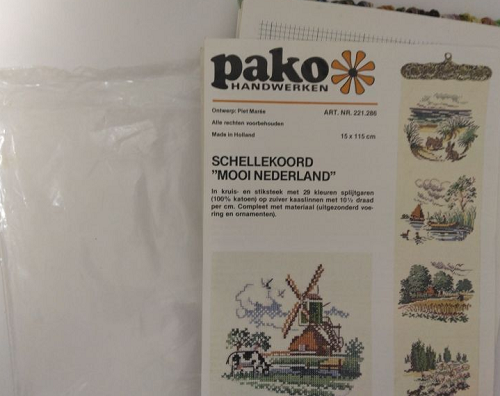 pako
HANDWERKEN
Ontwerp: Piet Marée
ART. NR. 221.286
Alle rechten voorbehouden
Made in Holland
15 x 115 cm
SCHELLEKOORD
"MOOI NEDERLAND"
In kruis- en stiksteek met 29 kleuren splijtgaren
(100% katoen) op zuiver kaaslinnen met 10½ draad
per cm. Compleet met materiaal (uitgezonderd voe-
ring en ornamenten).